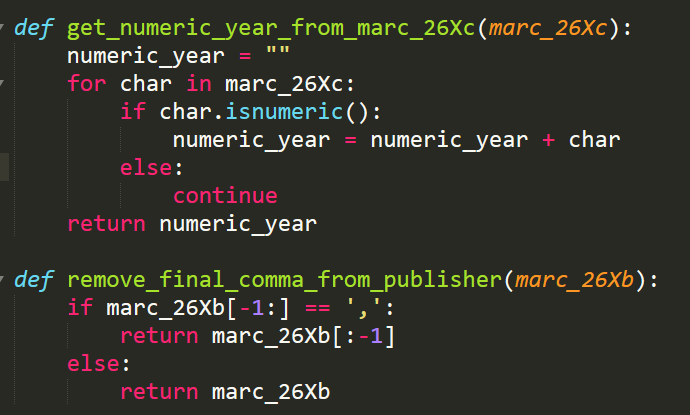 def get_numeric_year_from_marc_26Xc(marc_26Xc):
    numeric_year = ""
    for char in marc_26Xc:
        if char.isnumeric():
            numeric_year = numeric_year + char
        else:
            continue
    return numeric_year

def remove_final_comma_from_publisher(marc_26Xb):
    if marc_26Xb[-1:] == ',':
        return marc_26Xb[:-1]
    else:
        return marc_26Xb